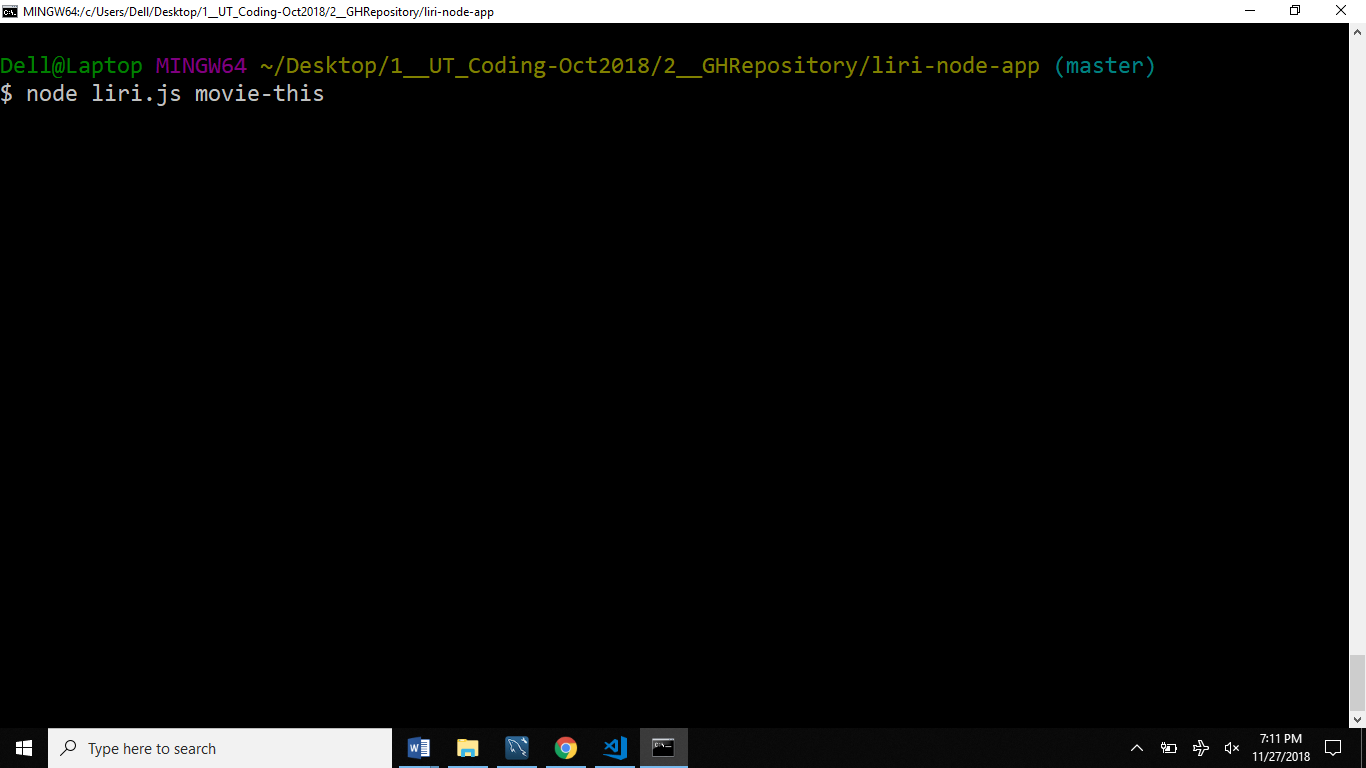 MINGW64:/c/Users/Dell/Desktop/1__UT_Coding-Oct2018/2__GHRepository/liri-node-app
Dell@Laptop MINGW64 ~/Desktop/1__UT_Coding-Oct2018/2__GHRepository/liri-node-app (master)
$ node liri.js movie-this
Type here to search
7:11 PM
11/27/2018